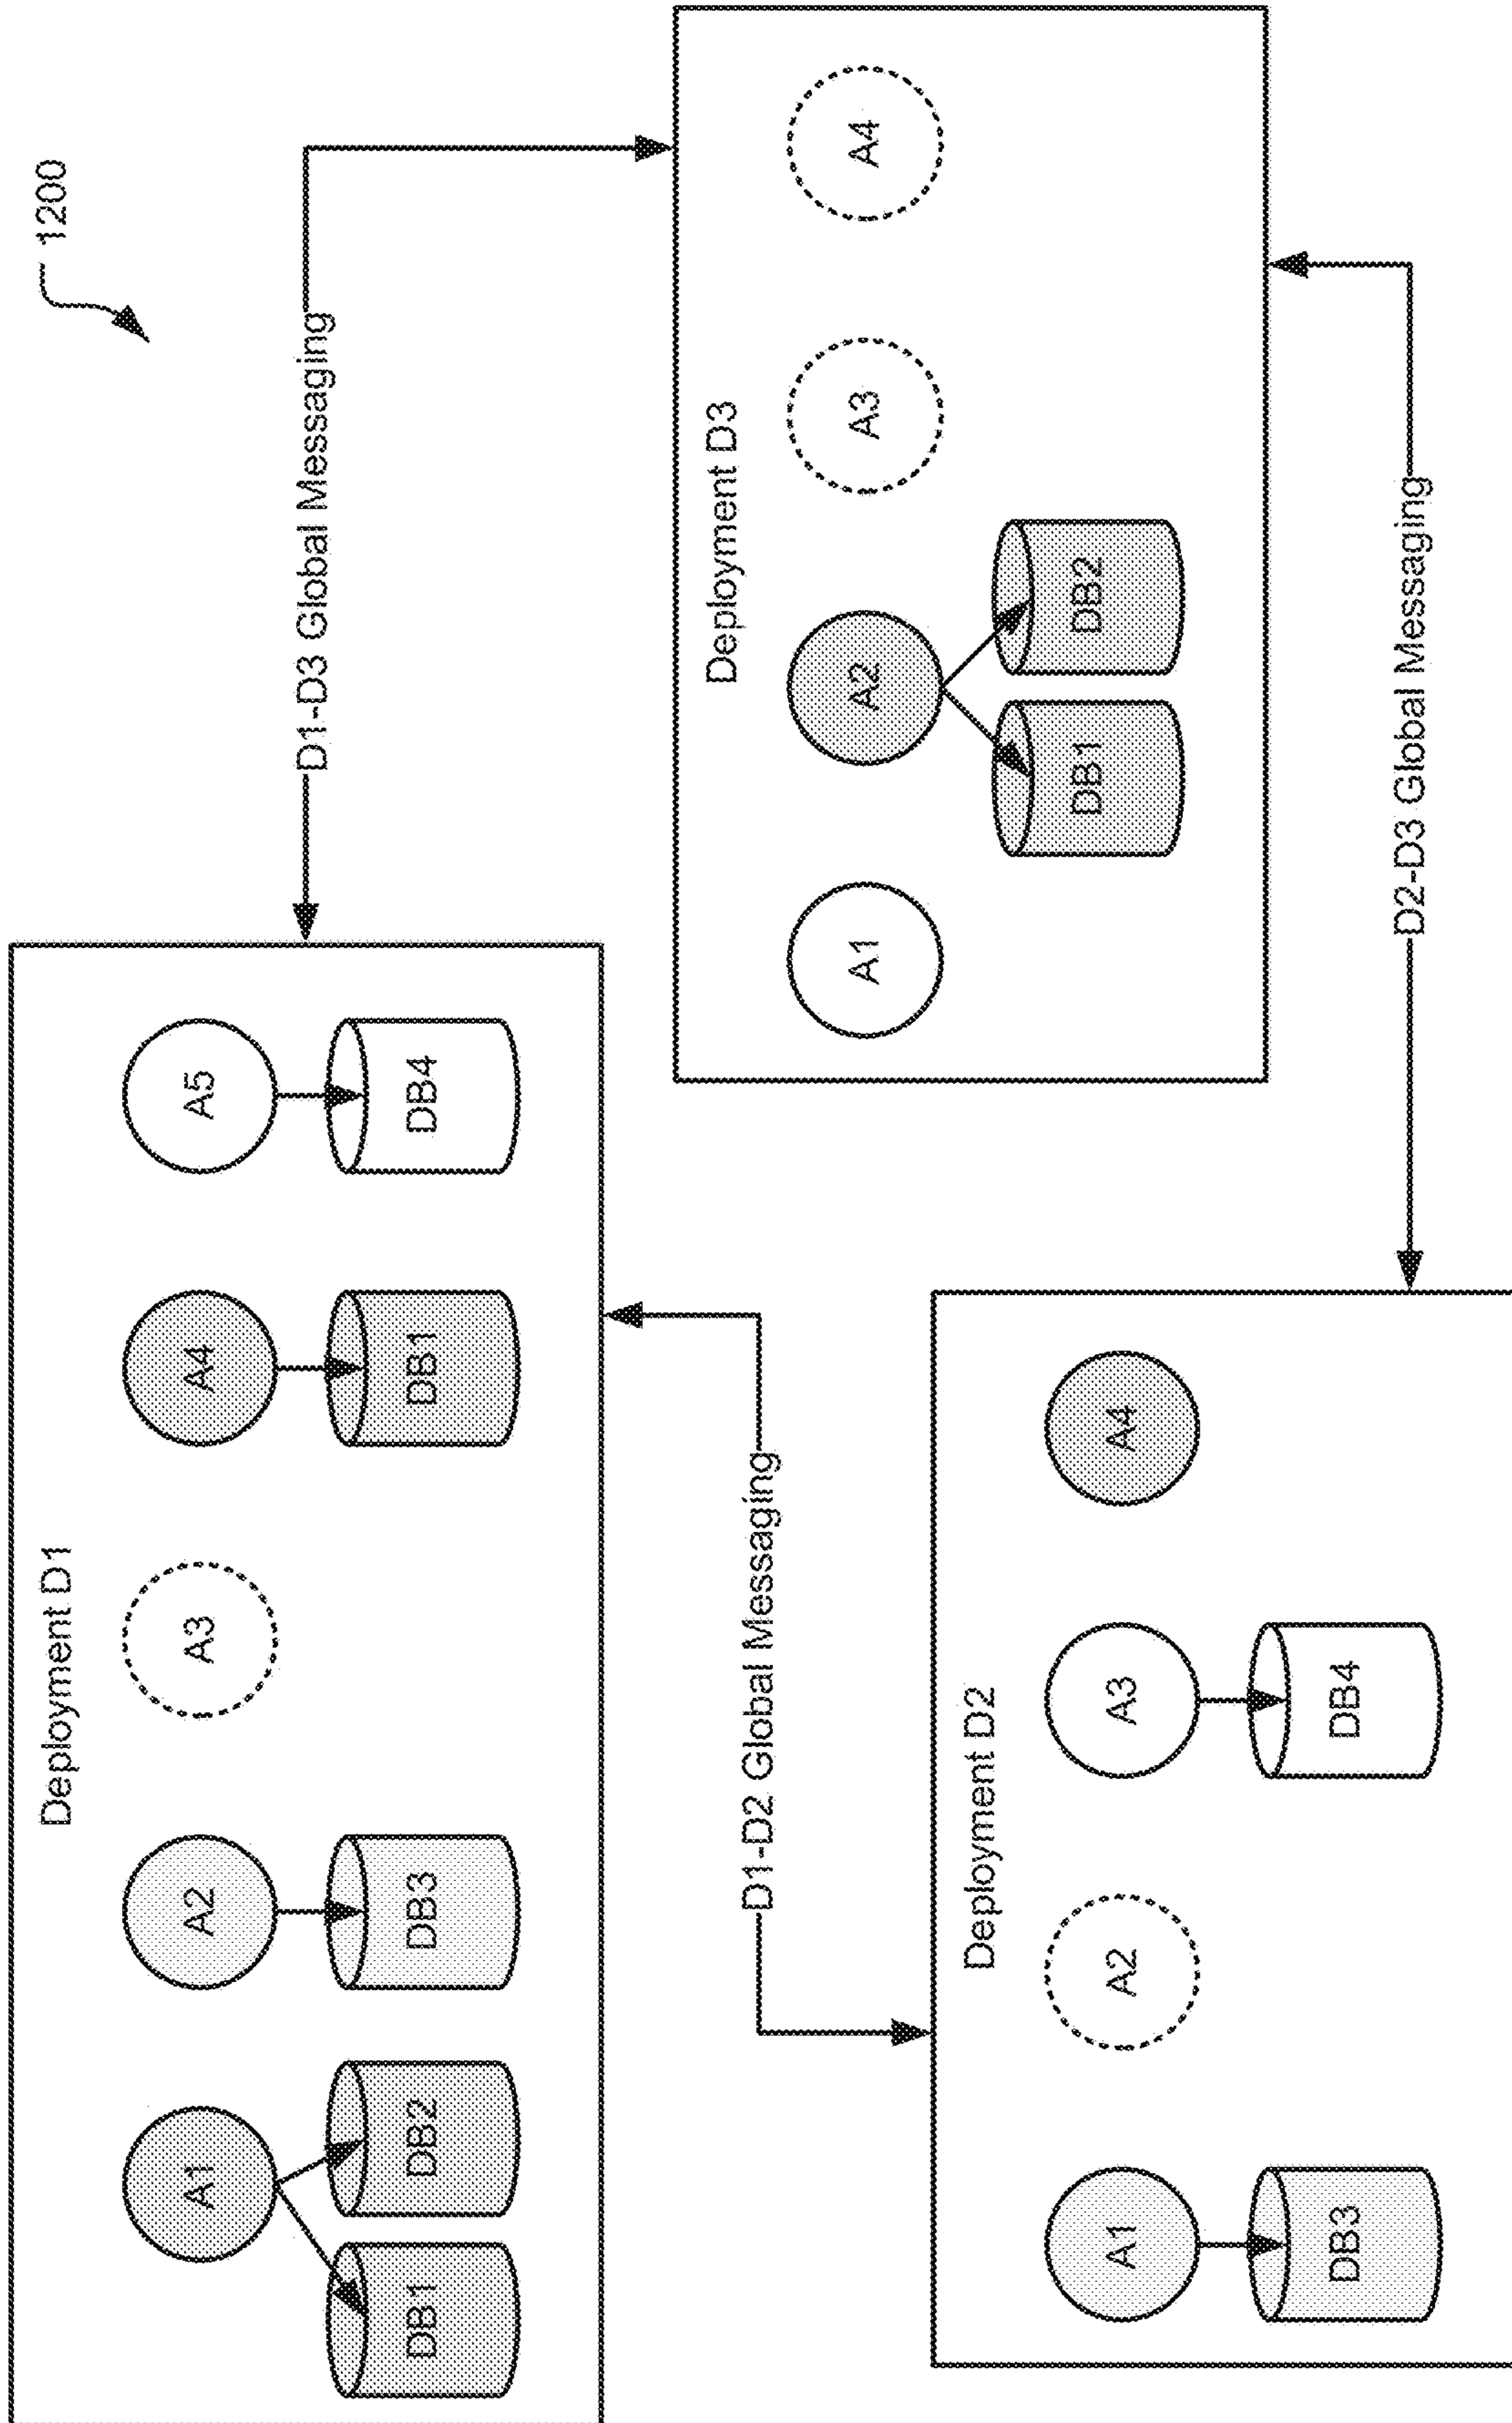 1200
Deployment D1
A1
A2
A3
A4
A5
DB1
DB2
DB3
DB1
DB4
D1-D3 Global Messaging
D1-D2 Global Messaging
Deployment D3
A1
A2
A3
A4
DB1
DB2
Deployment D2
A1
A2
A3
A4
DB3
DB4
D2-D3 Global Messaging